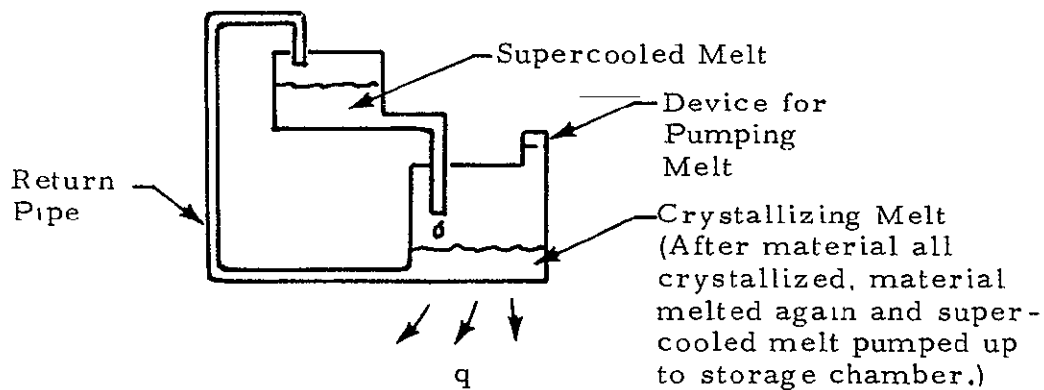 Supercooled Melt
Device for
Pumping
Melt
Return
Pipe
Crystallizing Melt
(After material all
crystallized, material
melted again and super-
cooled melt pumped up
to storage chamber.)
q